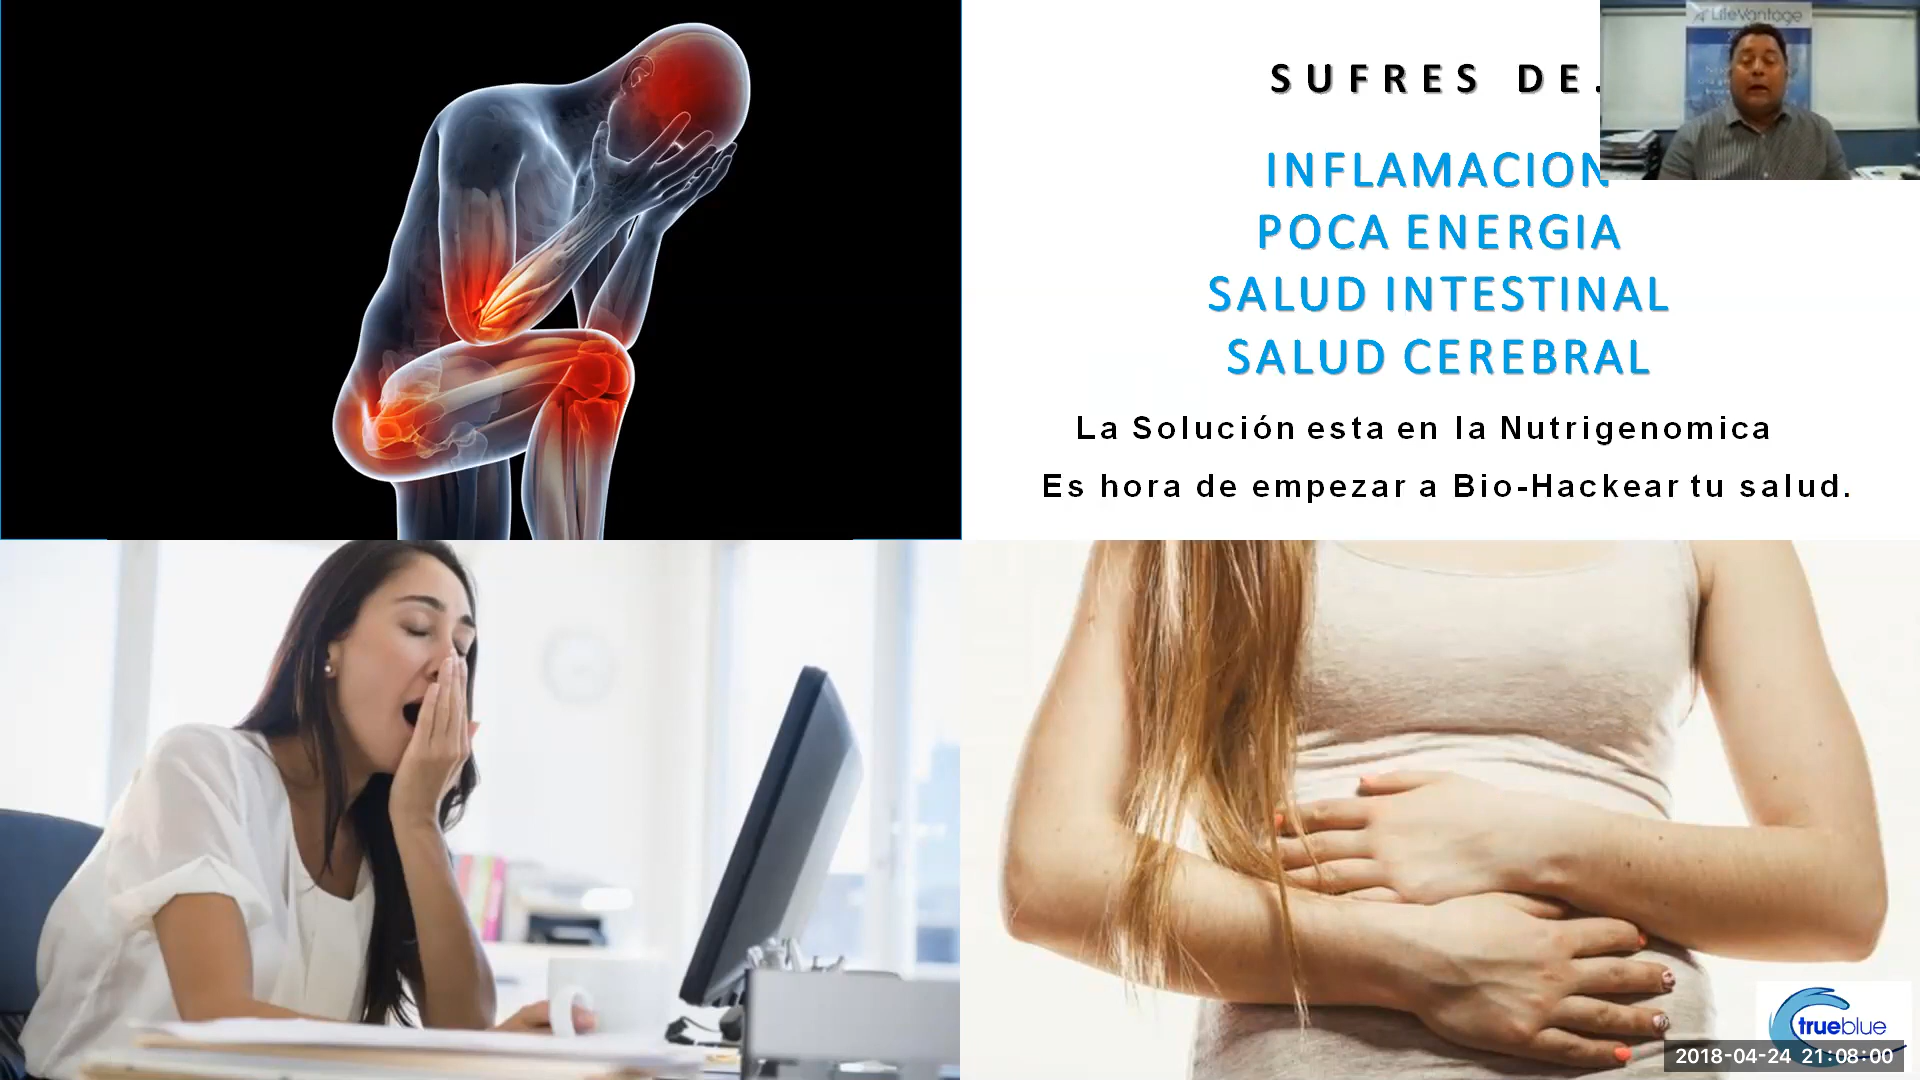 SUFRES DE.
LifeVantage
INFLAMACION
POCA ENERGIA
SALUD INTESTINAL
SALUD CEREBRAL
La Solución esta en la Nutrigenomica
Es hora de empezar a Bio-Hackear tu salud.
trueblue
2018-04-24 21:08:00